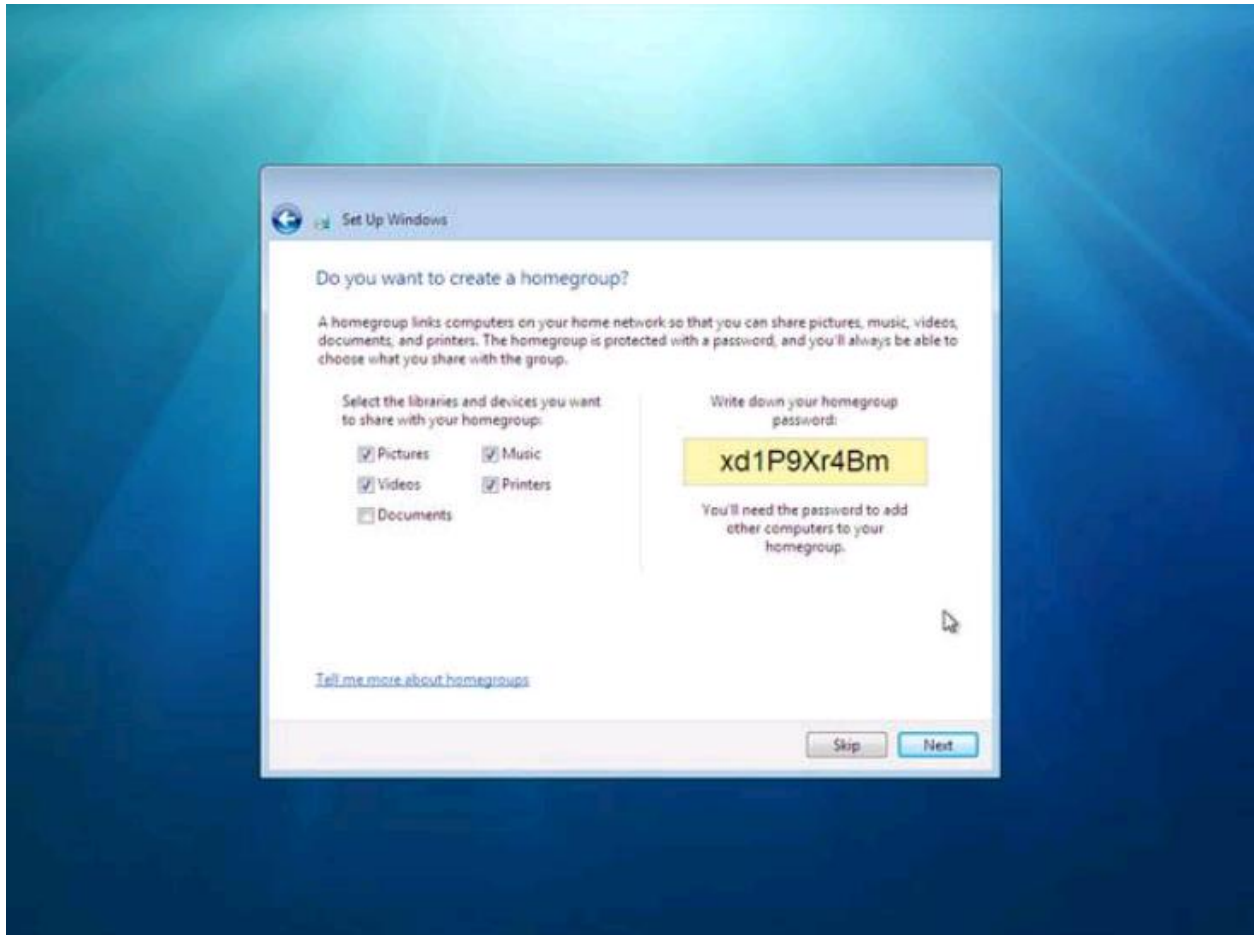 Set Up Windows
Do you want to create a homegroup?
A homegroup links computers on your home network so that you can share pictures, music, videos,
documents, and printers. The homegroup is protected with a password, and you'll always be able to
choose what you share with the group.
Select the libraries and devices you want
to share with your homegroup:
Pictures
Music
Videos
Printers
Documents
Write down your homegroup
password:
xd1P9Xr4Bm
You'll need the password to add
other computers to your
homegroup.
Tell me more about homegroups
Skip
Next